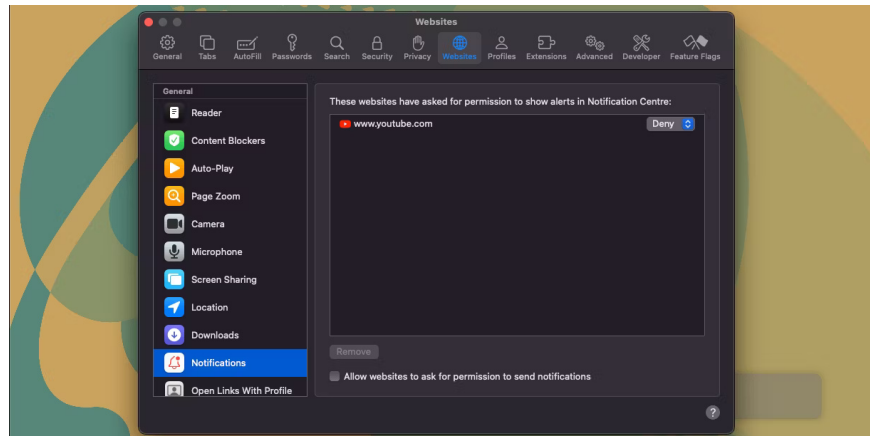 Websites
General
Tabs
AutoFill
Passwords
Search
Security
Privacy
Websites
Profiles
Extensions
Advanced
Developer
Feature Flags
General
Reader
Content Blockers
Auto-Play
Page Zoom
Camera
Microphone
Screen Sharing
Location
Downloads
Notifications
Open Links With Profile
These websites have asked for permission to show alerts in Notification Centre:
www.youtube.com
Deny
Remove
Allow websites to ask for permission to send notifications
?